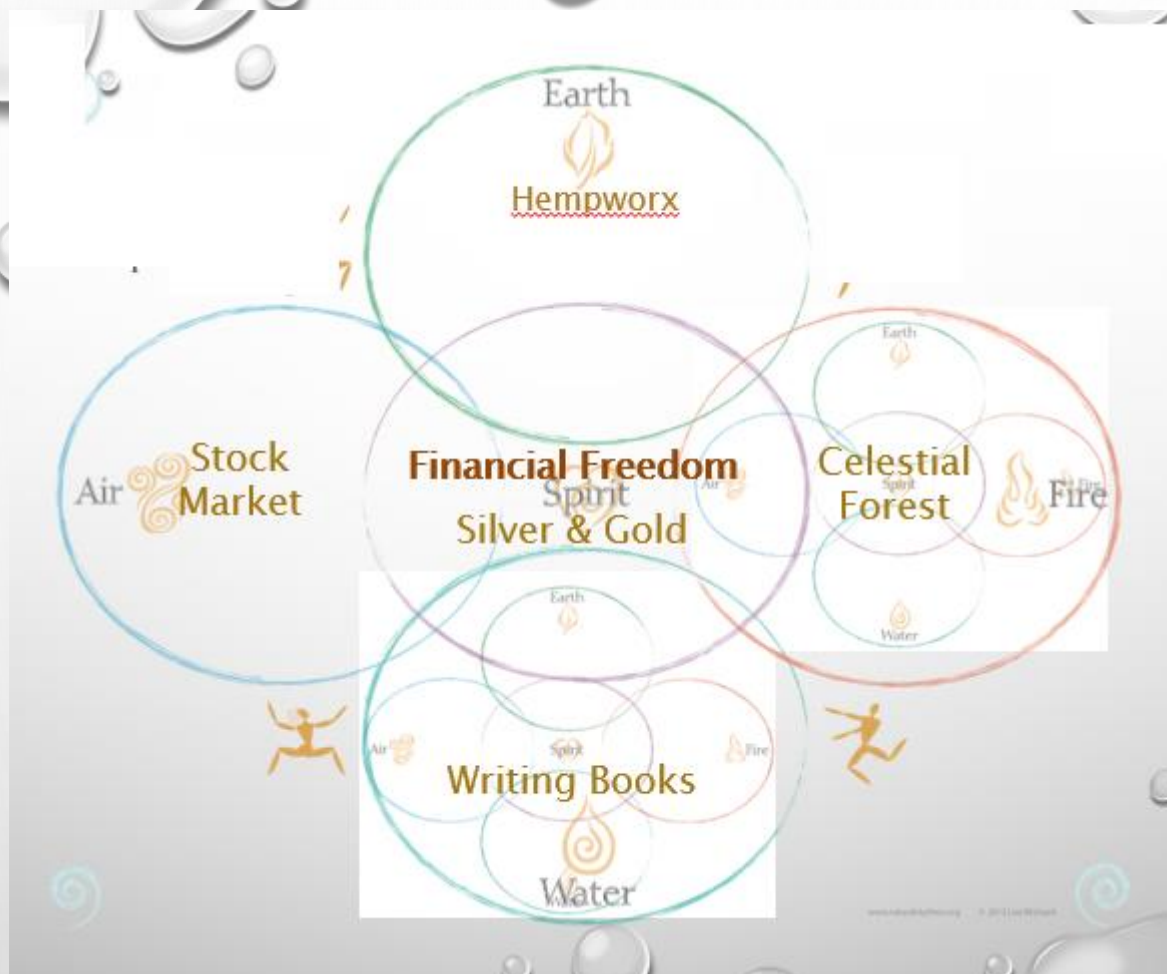 Earth
Hempworx
Earth
Air
Stock
Market
Financial Freedom
Spirit
Silver & Gold
Air
Celestial
Forest
Spirit
Fire
Fire
Water
Earth
Air
Spirit
Fire
Writing Books
Water